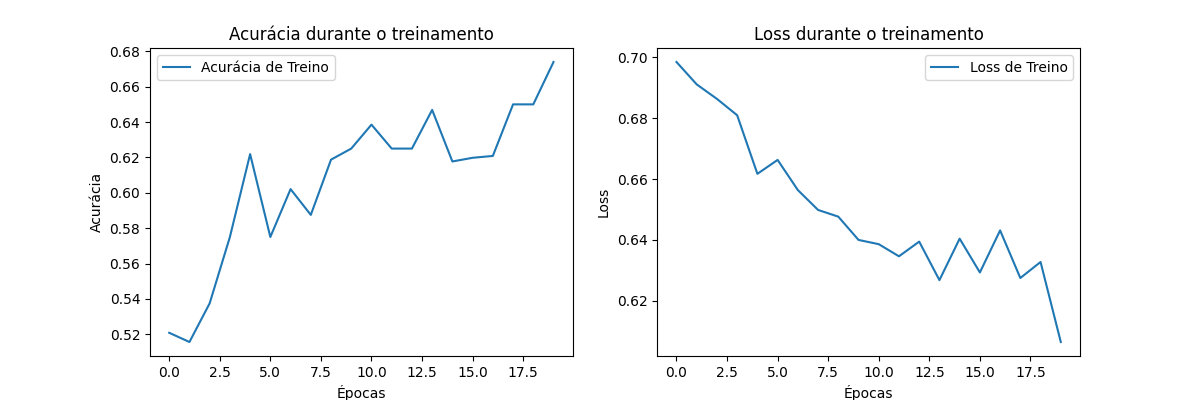 Acurácia durante o treinamento
Acurácia de Treino
0.68
0.66
0.64
0.62
0.60
0.58
0.56
0.54
0.52
Acurácia
0.0 2.5 5.0 7.5 10.0 12.5 15.0 17.5
Épocas
Loss durante o treinamento
Loss de Treino
0.70
0.68
0.66
0.64
0.62
Loss
0.0 2.5 5.0 7.5 10.0 12.5 15.0 17.5
Épocas